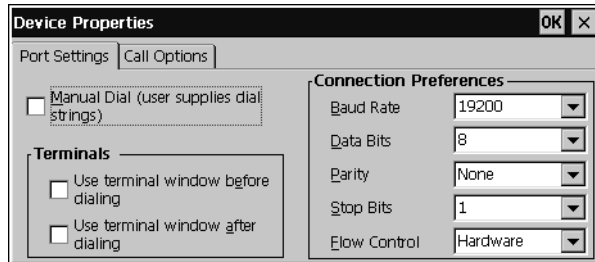 Device Properties OK ×
Port Settings Call Options
Manual Dial (user supplies dial
strings)
Terminals
Use terminal window before
dialing
Use terminal window after
dialing
Connection Preferences
Baud Rate 19200
Data Bits 8
Parity None
Stop Bits 1
Flow Control Hardware